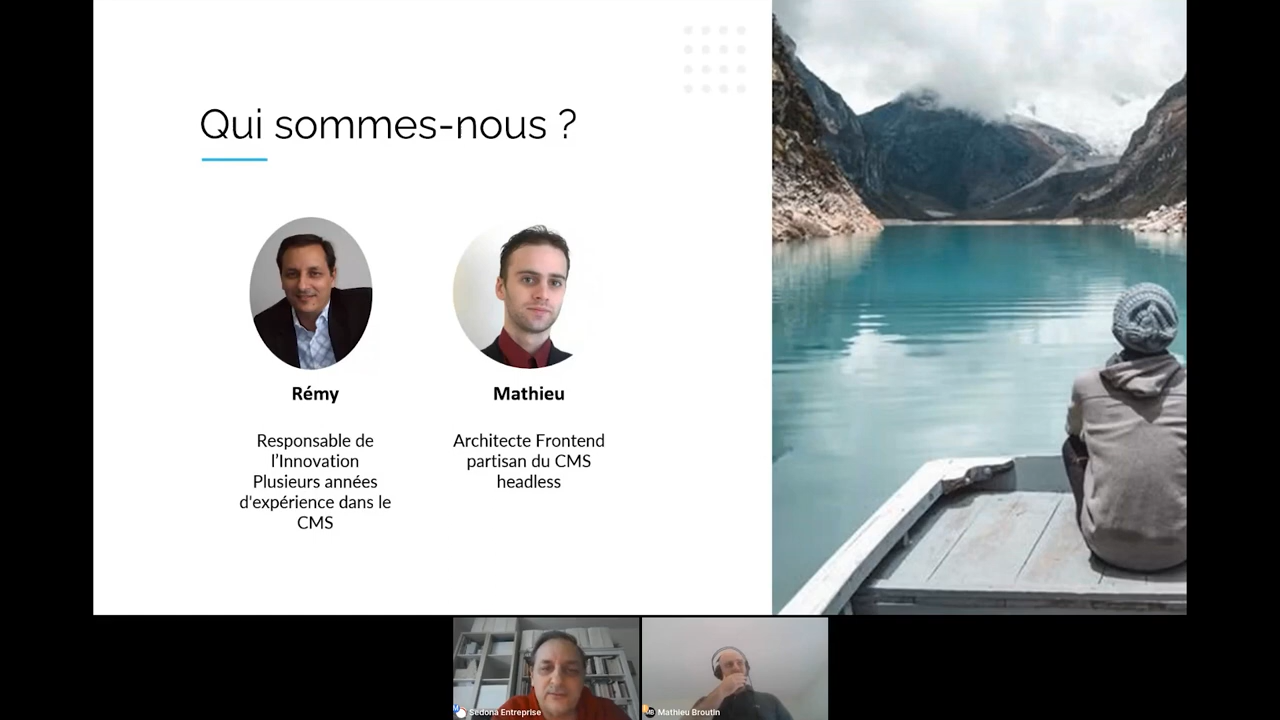 Qui sommes-nous ?
Rémy
Responsable de
l'Innovation
Plusieurs années
d'expérience dans le
CMS
Mathieu
Architecte Frontend
partisan du CMS
headless
Sedona Entreprise
Mathieu Broutin